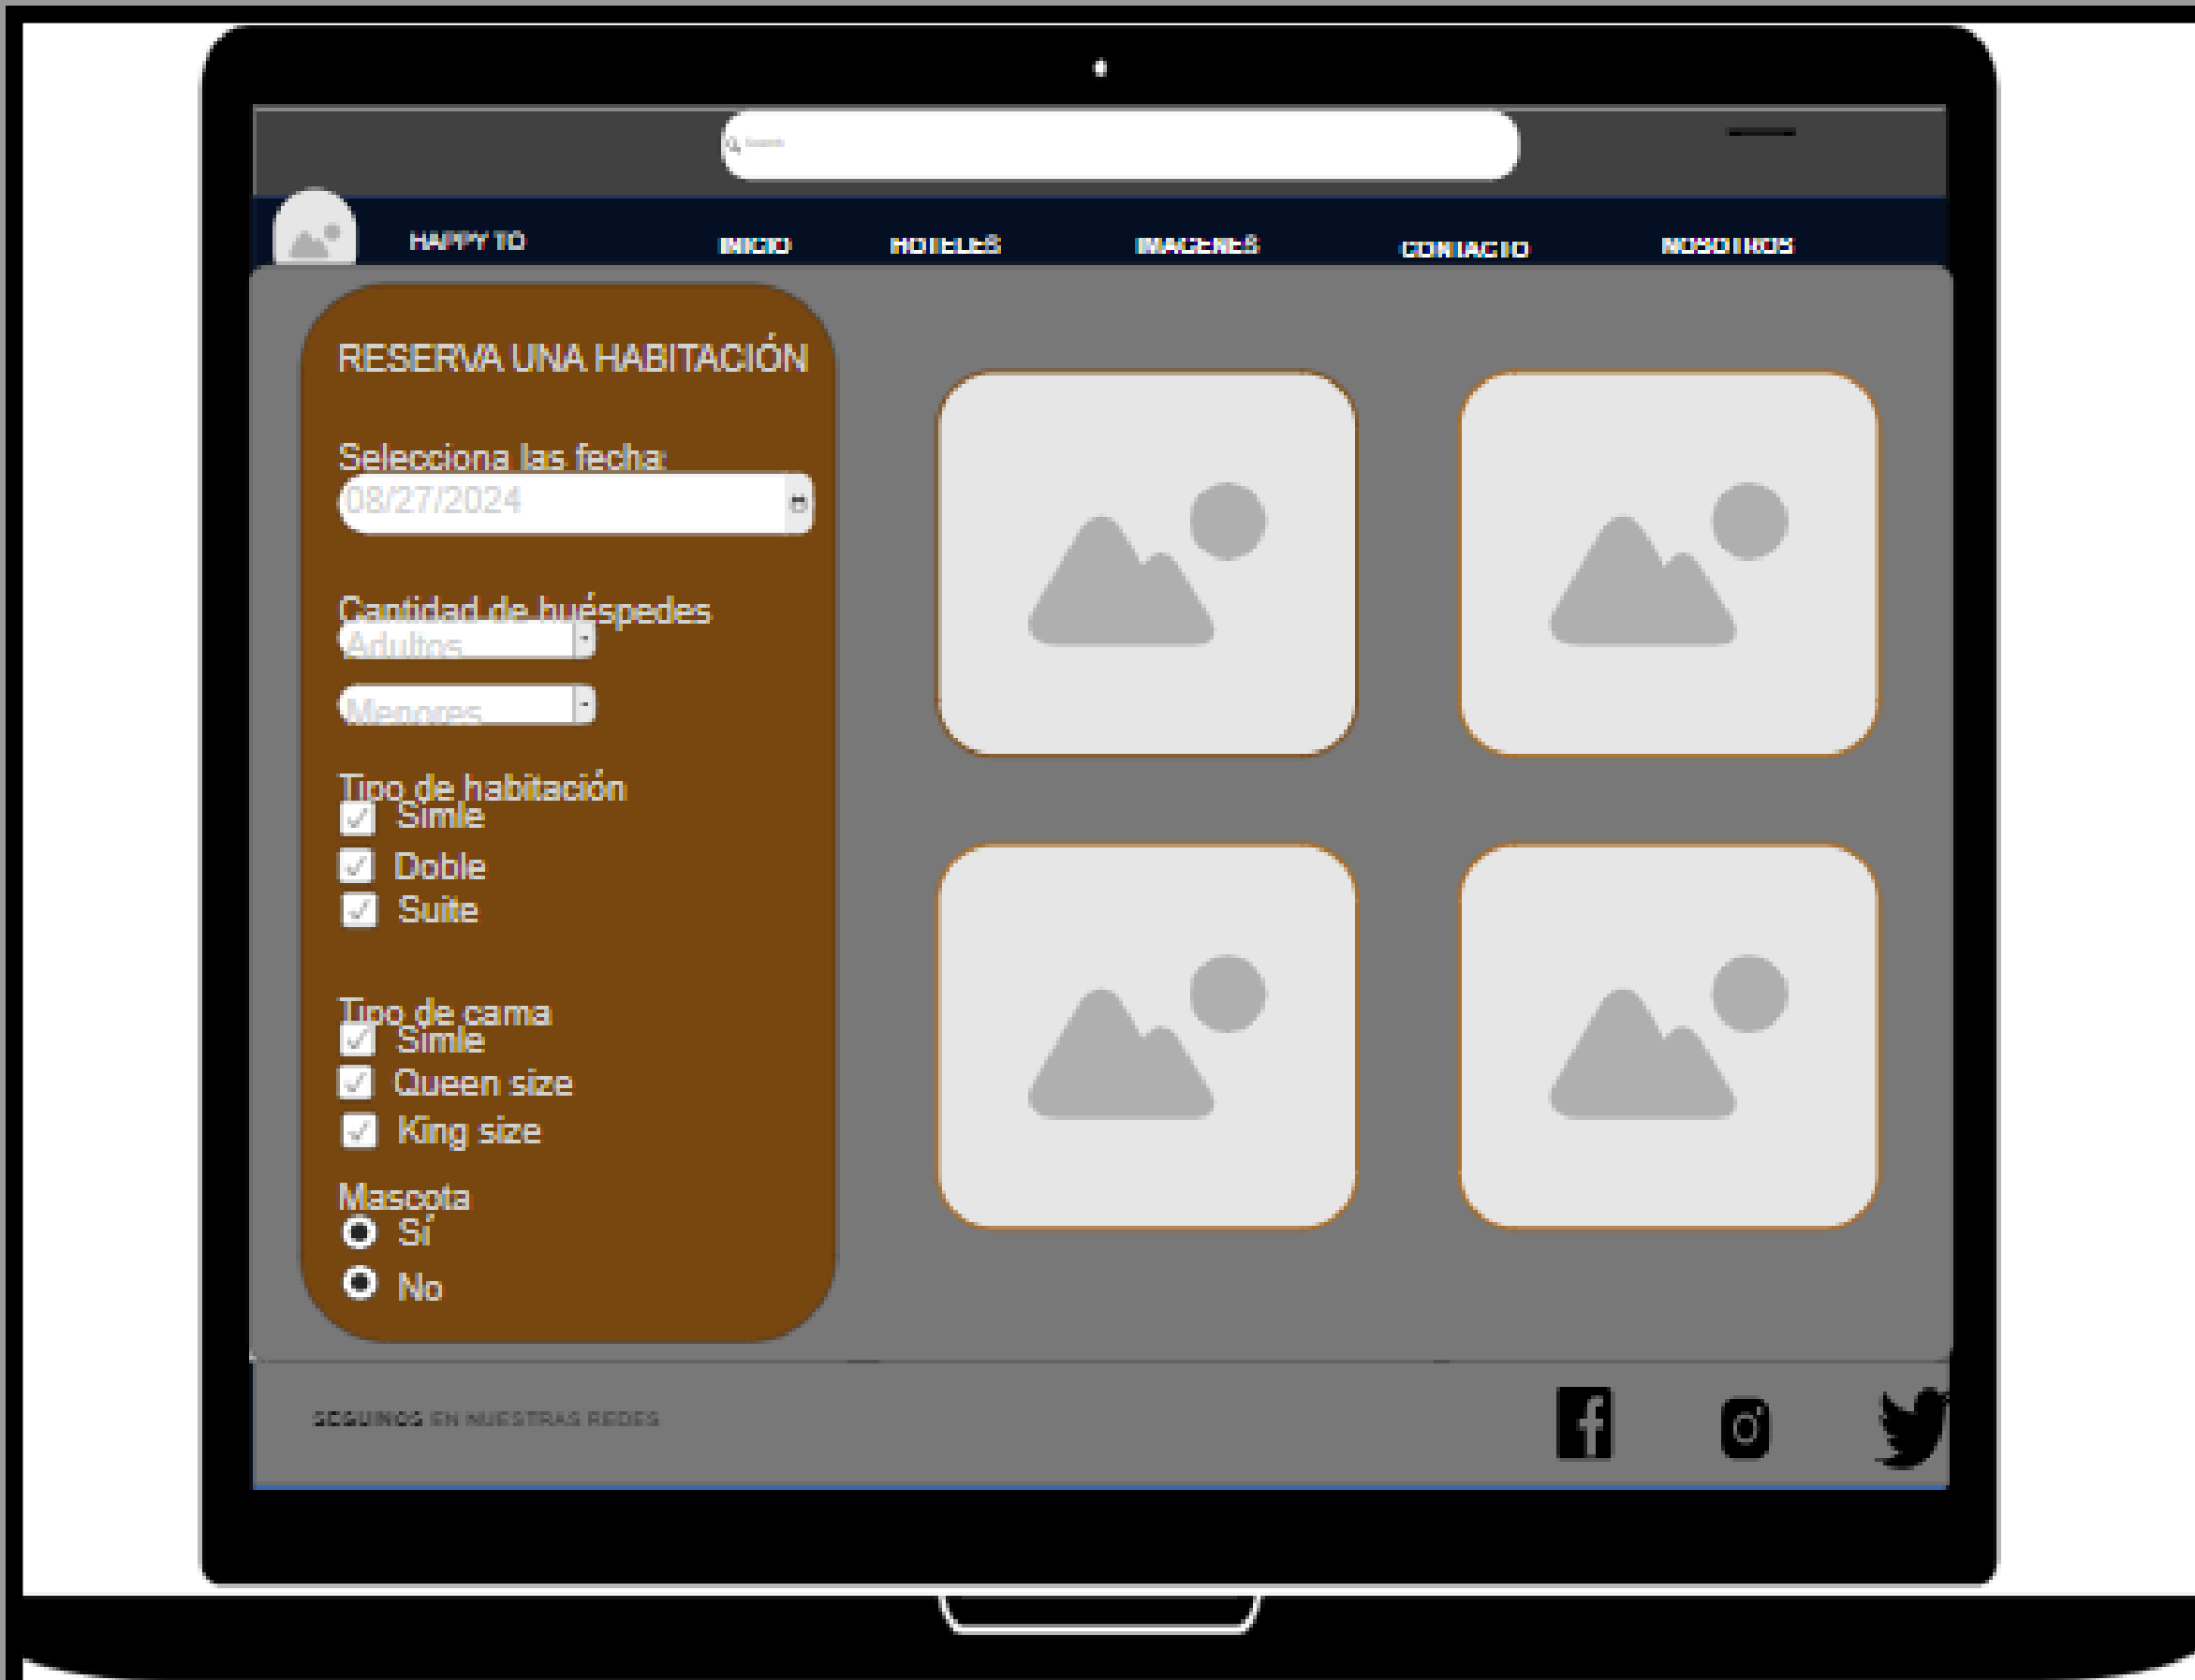 Search
HAPPY TO INICIO HOTELES IMAGENES CONTACTO NOSOTROS
RESERVA UNA HABITACIÓN
Selecciona las fecha:
08/27/2024
Cantidad de huéspedes
Adultos
Menores
Tipo de habitación
Simle
Doble
Suite
Tipo de cama
Simle
Queen size
King size
Mascota
Sí
No
SEGUINOS EN NUESTRAS REDES